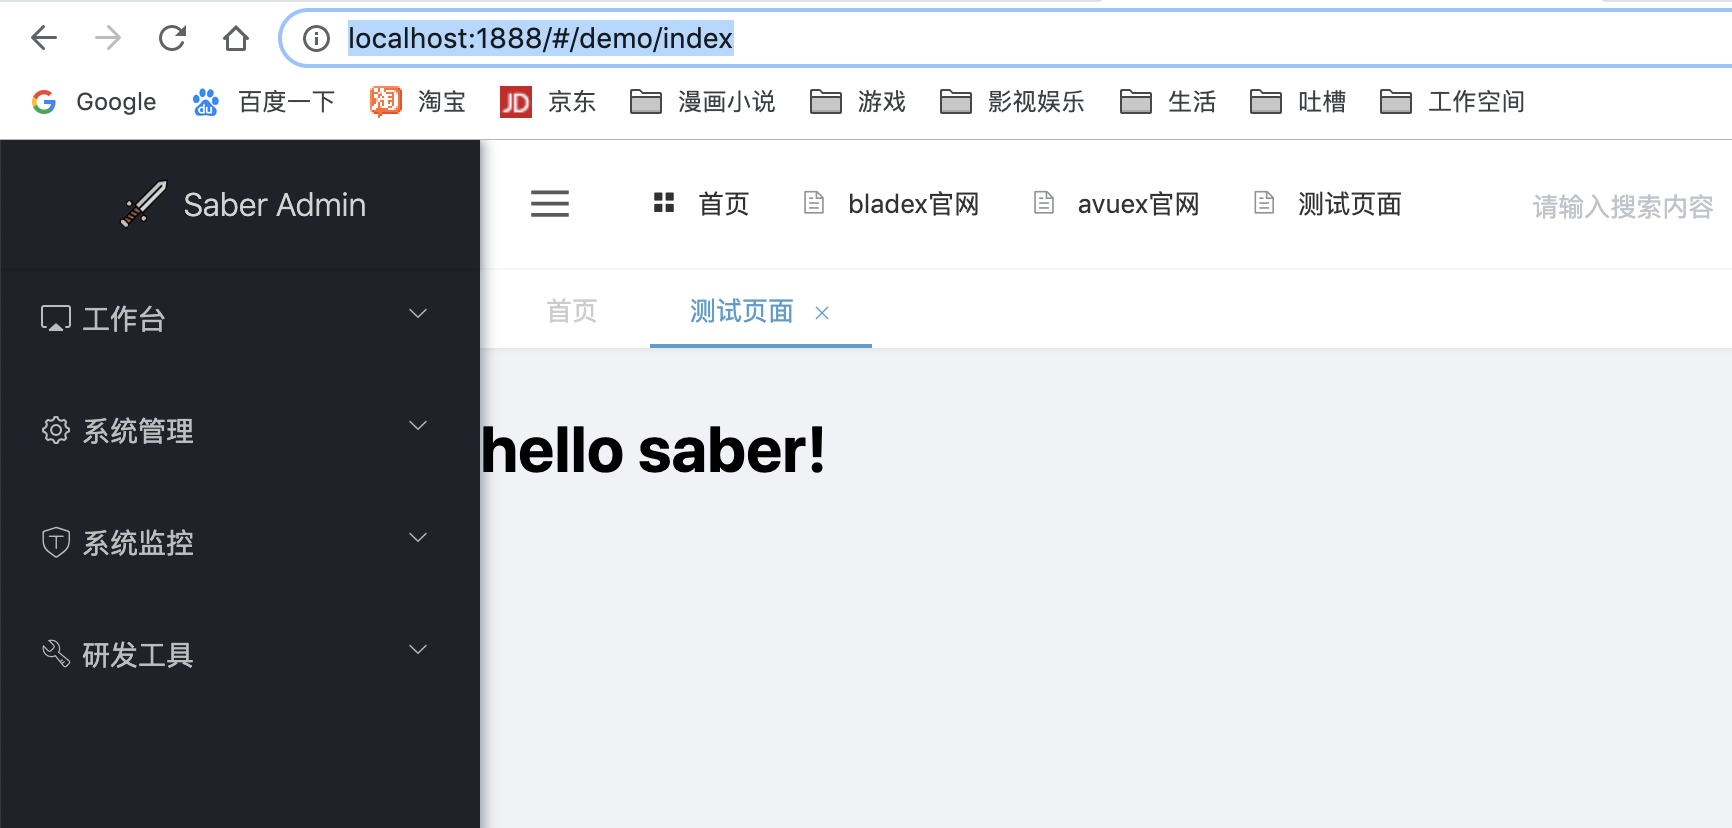 localhost:1888/#/demo/index
Google 百度一下 淘宝 京东 漫画小说 游戏 影视娱乐 生活 吐槽 工作空间
Saber Admin 首页 bladex官网 avuex官网 测试页面 请输入搜索内容
首页 测试页面
工作台
系统管理
hello saber!
系统监控
研发工具